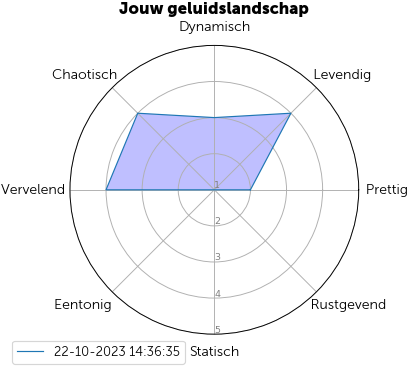 Jouw geluidslandschap
Dynamisch
Chaotisch
Levendig
Vervelend
Prettig
1
2
3
4
5
Eentonig
Rustgevend
Statisch
22-10-2023 14:36:35